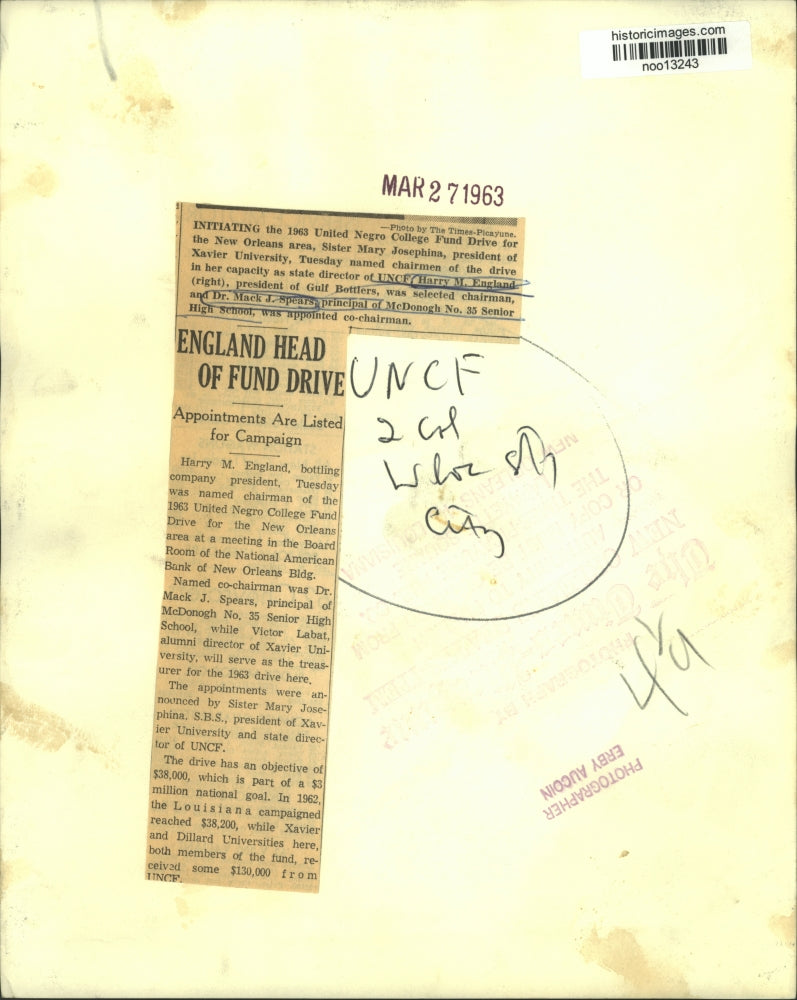 historicimages.com
noo13243
MAR 27 1963
—Photo by The Times-Picayune.
INITIATING the 1963 United Negro College Fund Drive for
the New Orleans area, Sister Mary Josephina, president of
Xavier University, Tuesday named chairmen of the drive
in her capacity as state director of UNCF. Harry M. England
(right), president of Gulf Bottlers, was selected chairman,
and Dr. Mack J. Spears, principal of McDonogh No. 35 Senior
High School, was appointed co-chairman.
ENGLAND HEAD
OF FUND DRIVE
Appointments Are Listed
for Campaign
Harry M. England, bottling
company president, Tuesday
was named chairman of the
1963 United Negro College Fund
Drive for the New Orleans
area at a meeting in the Board
Room of the National American
Bank of New Orleans Bldg.
Named co-chairman was Dr.
Mack J. Spears, principal of
McDonogh No. 35 Senior High
School, while Victor Labat,
alumni director of Xavier Uni-
versity, will serve as the treas-
urer for the 1963 drive here.
The appointments were an-
nounced by Sister Mary Jose-
phina, S.B.S., president of Xav-
ier University and state direc-
tor of UNCF.
The drive has an objective of
$38,000, which is part of a $3
million national goal. In 1962,
the Louisiana campaigned
reached $38,200, while Xavier
and Dillard Universities here,
both members of the fund, re-
ceived some $130,000 from
UNCF.
UNCF
2 Col
City
PHOTOGRAPHER
ERBY AUCOIN